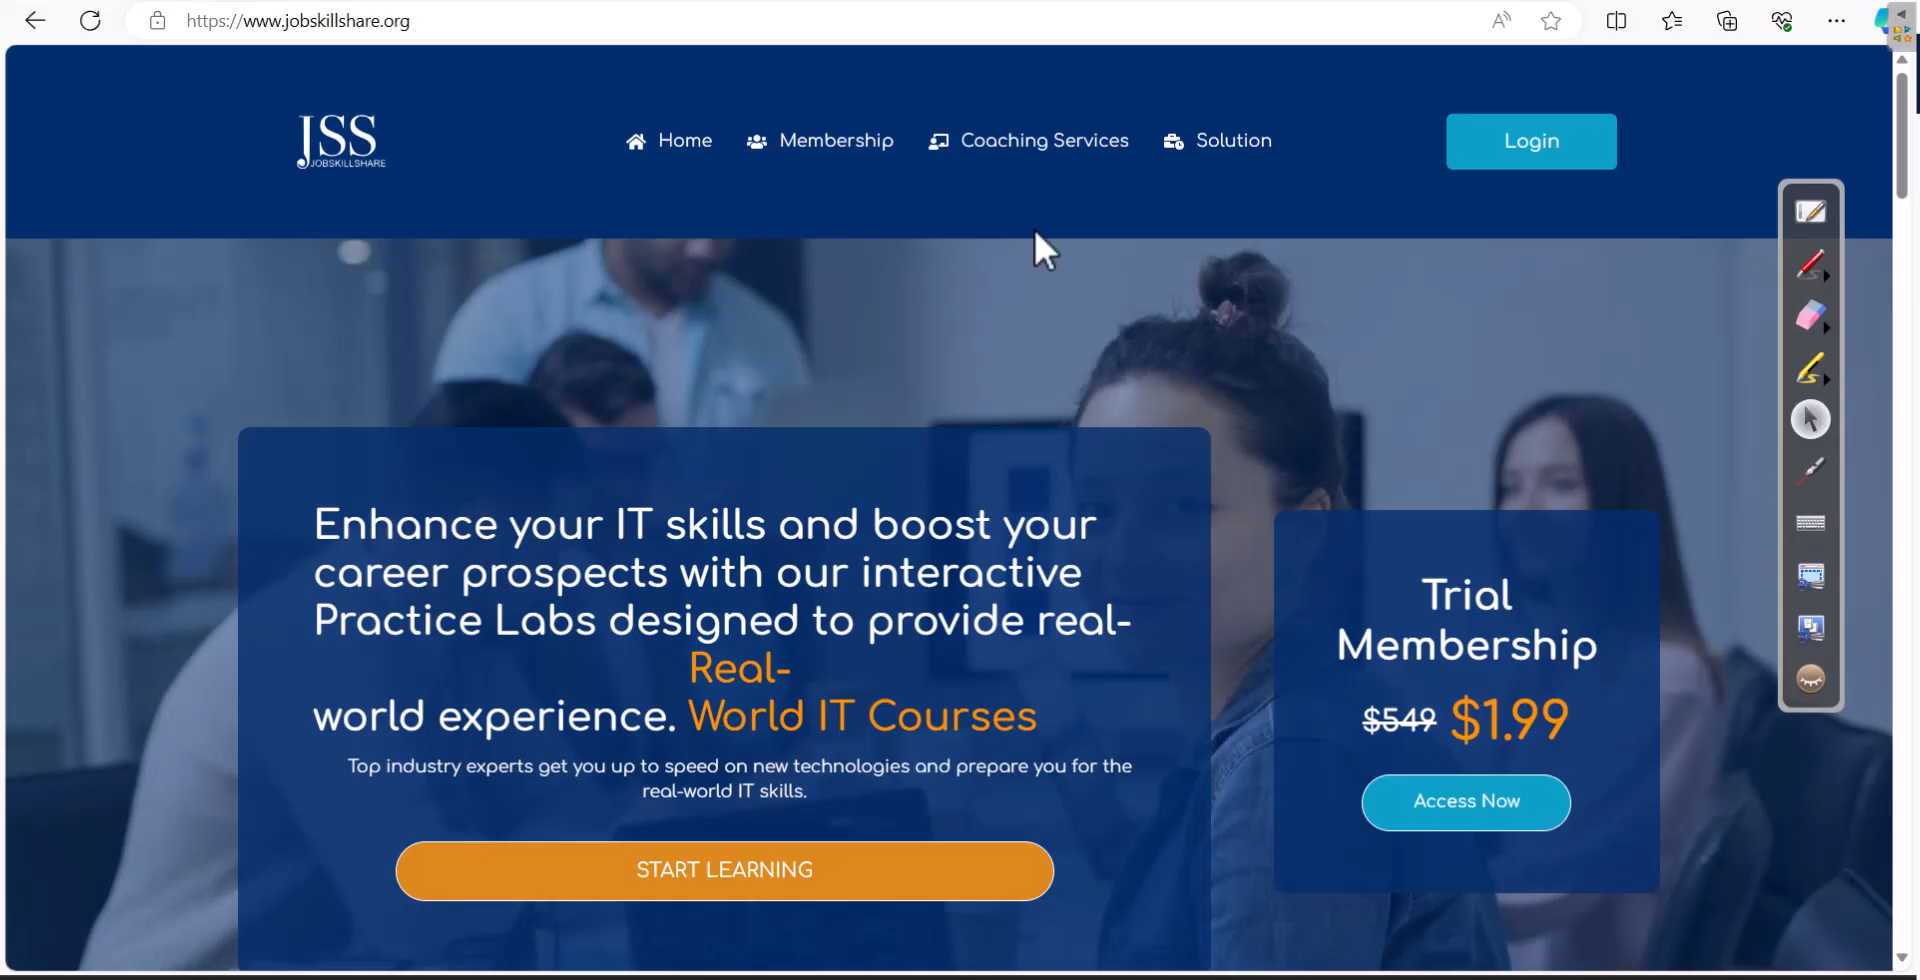 https://www.jobskillshare.org
JSS
JOBSKILLSHARE
Home
Membership
Coaching Services
Solution
Login
Enhance your IT skills and boost your
career prospects with our interactive
Practice Labs designed to provide real-
Real-
world experience. World IT Courses
Top industry experts get you up to speed on new technologies and prepare you for the
real-world IT skills.
START LEARNING
Trial
Membership
$549 $1.99
Access Now